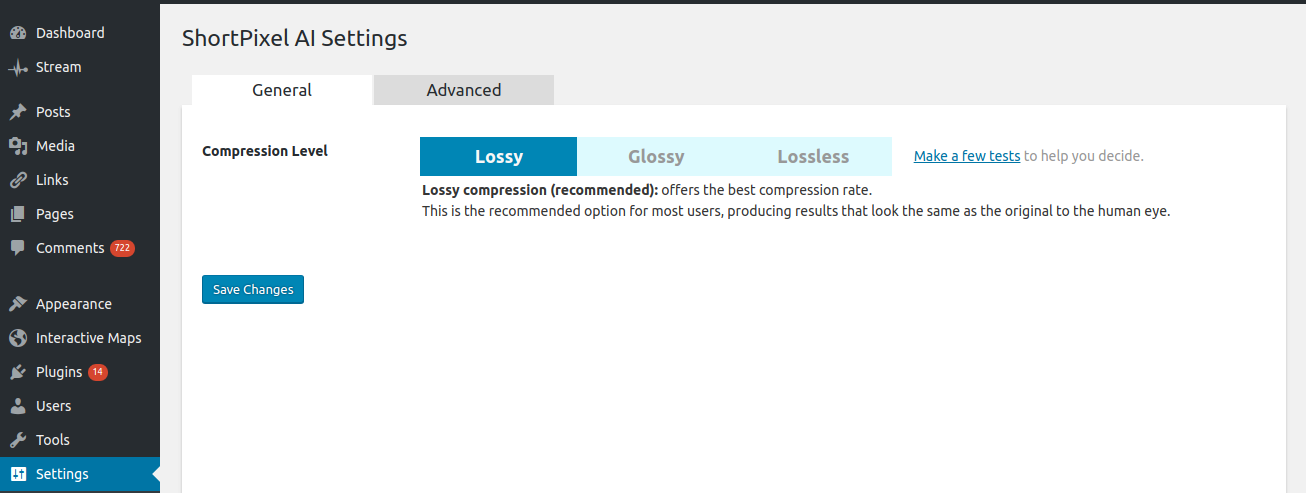 Dashboard
Stream
Posts
Media
Links
Pages
Comments 722
Appearance
Interactive Maps
Plugins 14
Users
Tools
Settings
ShortPixel AI Settings
General Advanced
Compression Level
Lossy Glossy Lossless
Make a few tests to help you decide.
Lossy compression (recommended): offers the best compression rate.
This is the recommended option for most users, producing results that look the same as the original to the human eye.
Save Changes